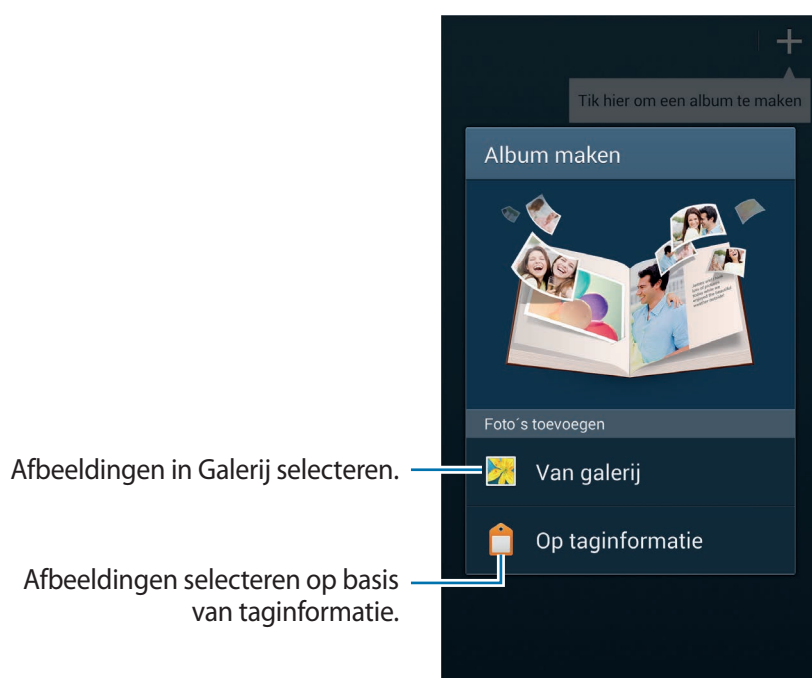 Tik hier om een album te maken
Album maken
Foto´s toevoegen
Afbeeldingen in Galerij selecteren.
Van galerij
Op taginformatie
Afbeeldingen selecteren op basis
van taginformatie.